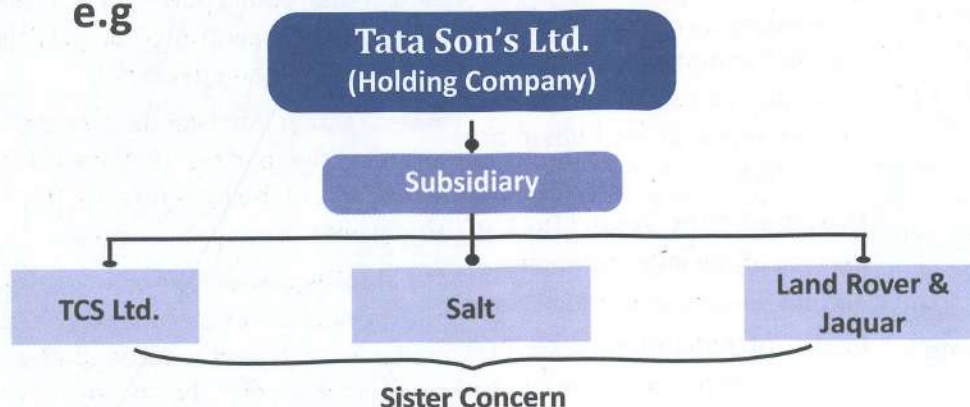 e.g
Tata Son's Ltd.
(Holding Company)
Subsidiary
TCS Ltd.
Salt
Land Rover &
Jaquar
Sister Concern